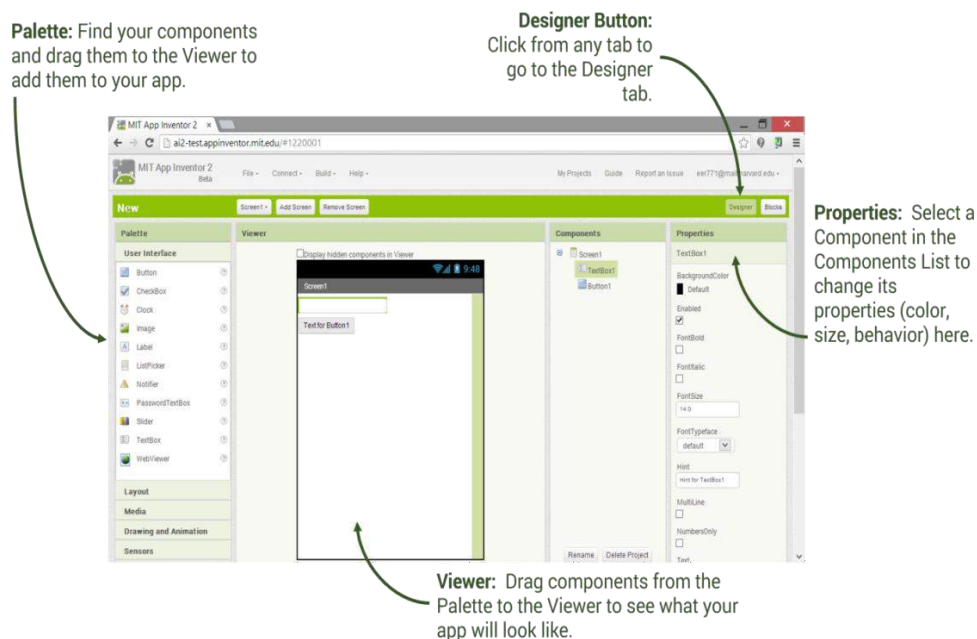 Palette: Find your components
and drag them to the Viewer to
add them to your app.
Designer Button:
Click from any tab to
go to the Designer
tab.
MIT App Inventor 2
ai2-test.appinventor.mit.edu/#1220001
MIT App Inventor 2
Beta
File
Connect
Build
Help
My Projects
Guide
Report an Issue
New
Screen1
Add Screen
Remove Screen
Designer
Blocks
Palette
User Interface
Button
CheckBox
Clock
Image
Label
ListPicker
Notifier
PasswordTextBox
Slider
TextBox
WebViewer
Layout
Media
Drawing and Animation
Sensors
Viewer
Display hidden components in Viewer
9:48
Screen1
Text for Button1
Components
Screen1
TextBox1
Button1
Rename
Delete Project
Properties
TextBox1
BackgroundColor
Default
Enabled
FontBold
FontItalic
FontSize
14.0
FontTypeface
default
Hint
Hint for TextBox1
MultiLine
NumbersOnly
Text
Properties: Select a
Component in the
Components List to
change its
properties (color,
size, behavior) here.
Viewer: Drag components from the
Palette to the Viewer to see what your
app will look like.